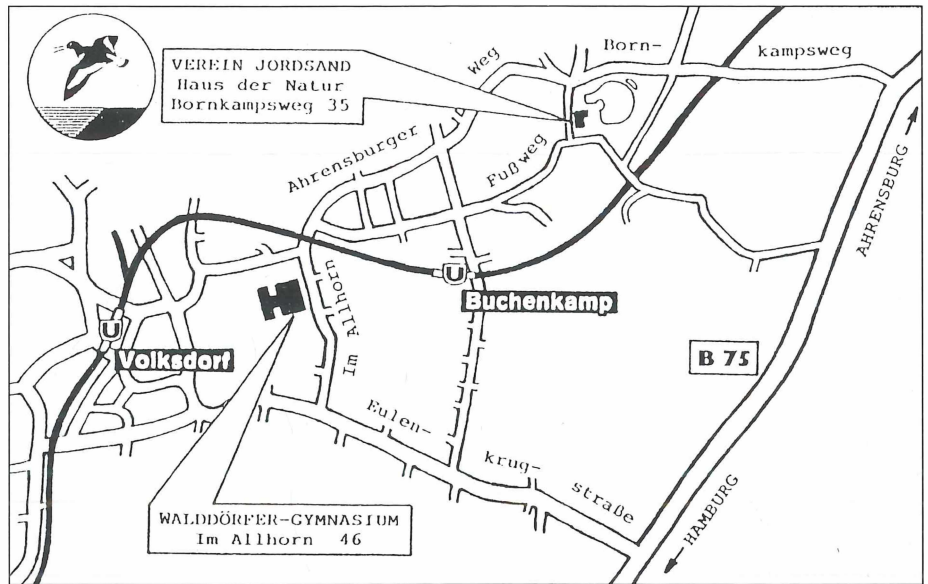 VEREIN JORDSAND
Haus der Natur
Bornkampsweg 35
Born-
kampsweg
Ahrensburger
Weg
Fußweg
AHRENSBURG
U
Buchenkamp
Im Allhorn
U
Volksdorf
B 75
Eulen-
krug-
straße
HAMBURG
WALDDÖRFER-GYMNASIUM
Im Allhorn 46